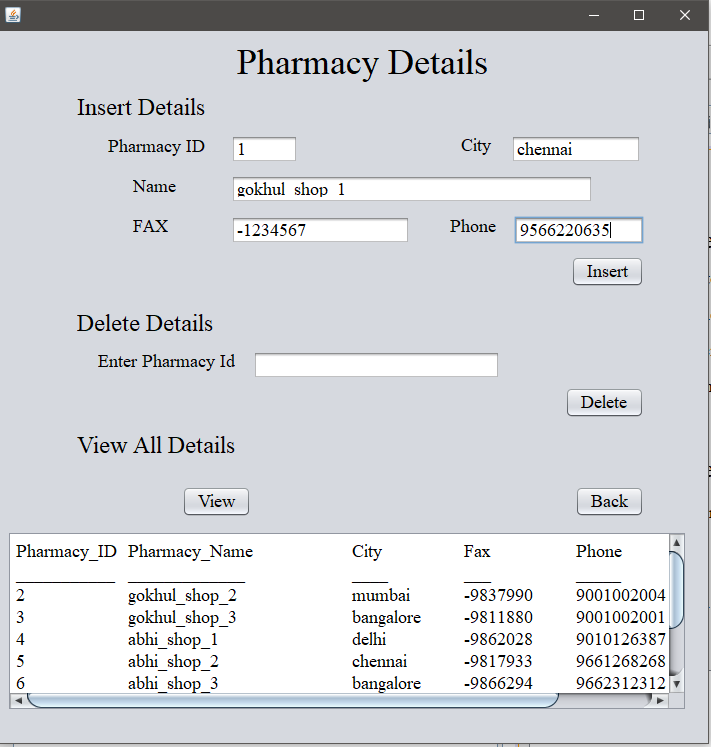 Pharmacy Details
Insert Details
Pharmacy ID 1 City chennai
Name gokhul_shop_1
FAX -1234567 Phone 9566220635
Insert
Delete Details
Enter Pharmacy Id
Delete
View All Details
View Back
Pharmacy_ID Pharmacy_Name City Fax Phone
2 gokhul_shop_2 mumbai -9837990 9001002004
3 gokhul_shop_3 bangalore -9811880 9001002001
4 abhi_shop_1 delhi -9862028 9010126387
5 abhi_shop_2 chennai -9817933 9661268268
6 abhi_shop_3 bangalore -9866294 9662312312